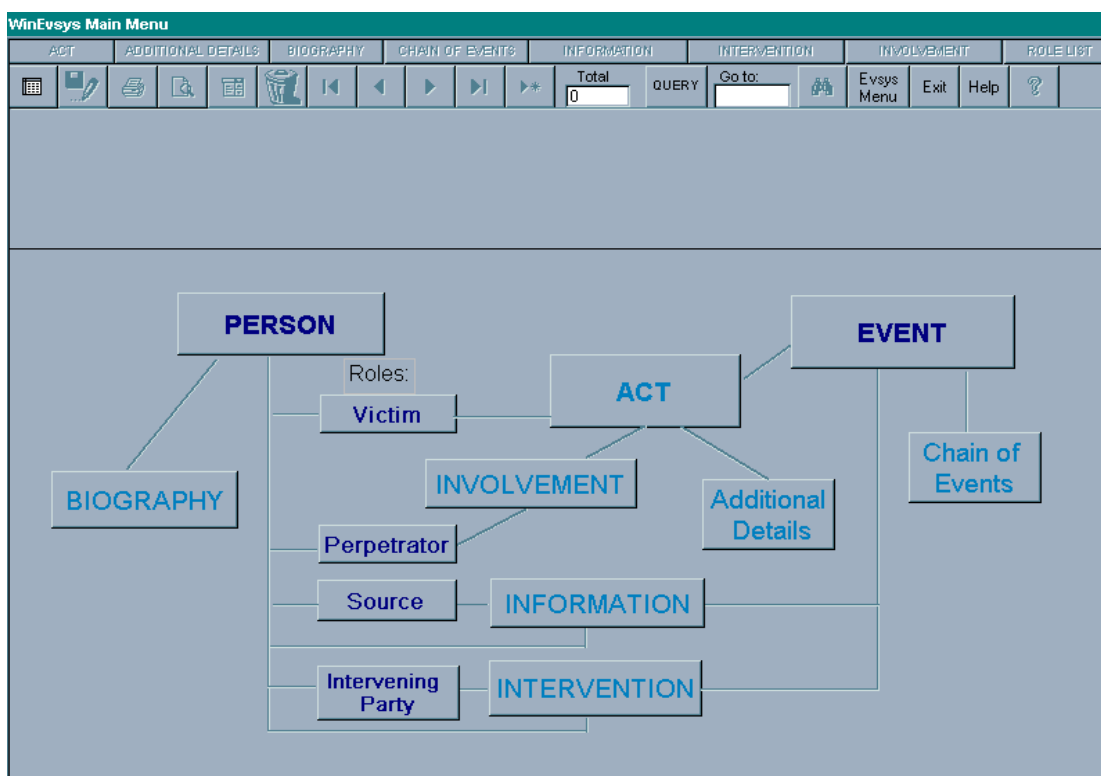 WinEvsys Main Menu
ACT ADDITIONAL DETAILS BIOGRAPHY CHAIN OF EVENTS INFORMATION INTERVENTION INVOLVEMENT ROLE LIST
Total
0
QUERY
Go to:
Evsys
Menu
Exit
Help
PERSON
EVENT
Roles:
ACT
Victim
Chain of
Events
BIOGRAPHY
INVOLVEMENT
Additional
Details
Perpetrator
Source
INFORMATION
Intervening
Party
INTERVENTION